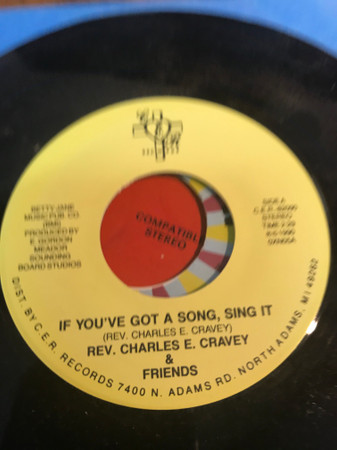 RECORDS
BETTY JANE
MUSIC PUB. CO.
(BMI)
PRODUCED BY
E. GORDON
MEADOR
SOUNDING
BOARD STUDIOS
COMPATIBL
STEREO
SIDE A
STEREO
IF YOU'VE GOT A SONG, SING IT
(REV. CHARLES E. CRAVEY)
REV. CHARLES E. CRAVEY
&
FRIENDS
DIST. BY C.E.R. RECORDS 7400 N. ADAMS RD. NORTH ADAMS, MI 49262